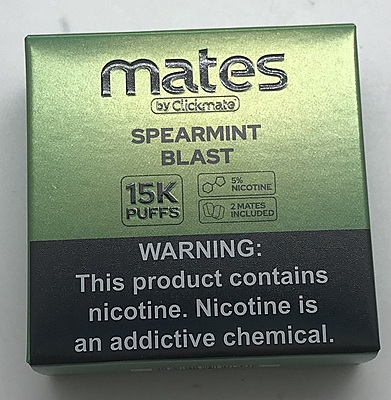 mates
by Clickmate
SPEARMINT
BLAST
15K
PUFFS
5%
NICOTINE
2 MATES
INCLUDED
WARNING:
This product contains
nicotine. Nicotine is
an addictive chemical.